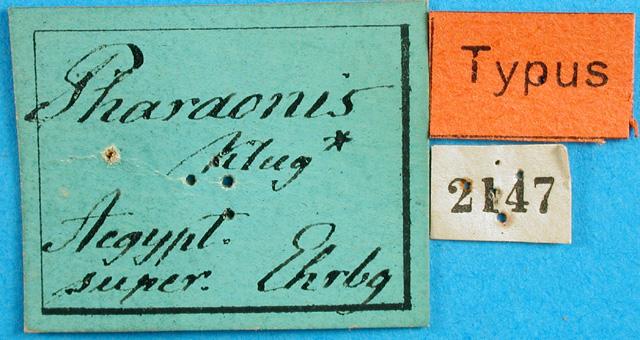 Pharaonis
Klug*
Aegypt.
super. Ehrbg
Typus
2147